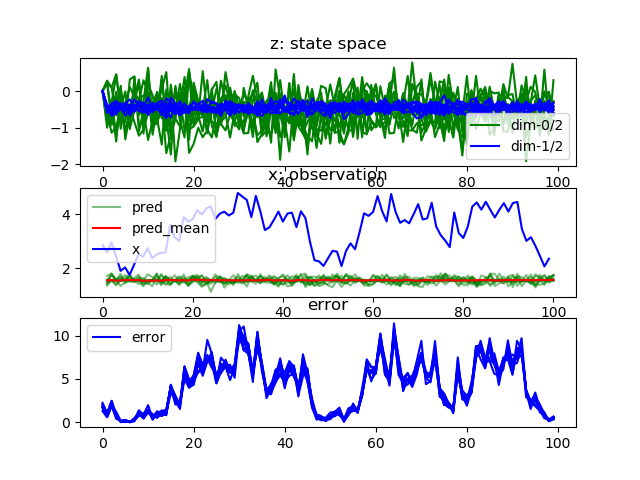 z: state space
0
−1
−2
dim-0/2
dim-1/2
0 20 40 60 80 100
x: observation
4
2
pred
pred_mean
x
0 20 40 60 80 100
error
10
5
0
error
0 20 40 60 80 100